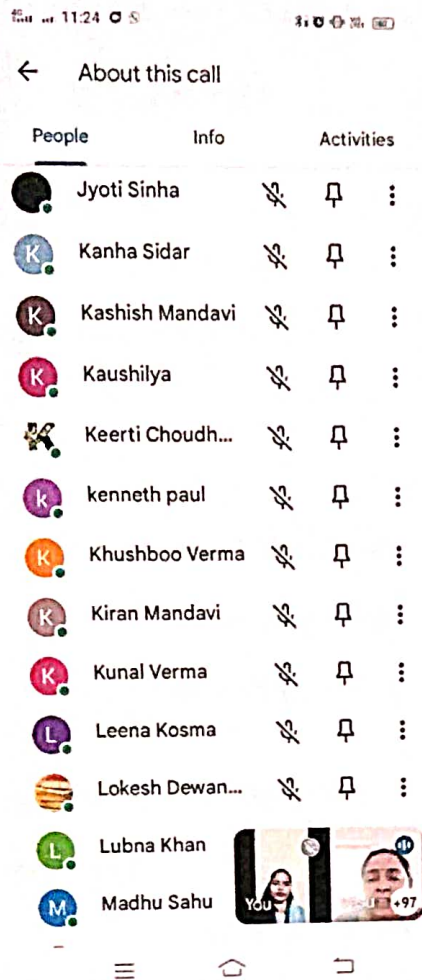 4G 11:24
About this call
People Info Activities
Jyoti Sinha
K Kanha Sidar
K Kashish Mandavi
K Kaushilya
K Keerti Choudh...
k kenneth paul
K Khushboo Verma
K Kiran Mandavi
K Kunal Verma
L Leena Kosma
Lokesh Dewan...
L Lubna Khan
M Madhu Sahu
You +97